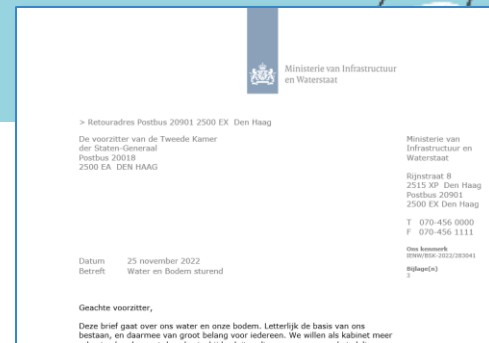 Ministerie van Infrastructuur
en Waterstaat
> Retouradres Postbus 20901 2500 EX Den Haag
De voorzitter van de Tweede Kamer
der Staten-Generaal
Postbus 20018
2500 EA DEN HAAG
Ministerie van
Infrastructuur en
Waterstaat
Rijnstraat 8
2515 XP Den Haag
Postbus 20901
2500 EX Den Haag
T 070-456 0000
F 070-456 1111
Ons kenmerk
IENW/BSK-2022/283041
Bijlage(n)
3
Datum 25 november 2022
Betreft Water en Bodem sturend
Geachte voorzitter,
Deze brief gaat over ons water en onze bodem. Letterlijk de basis van ons
bestaan, en daarmee van groot belang voor iedereen. We willen als kabinet meer